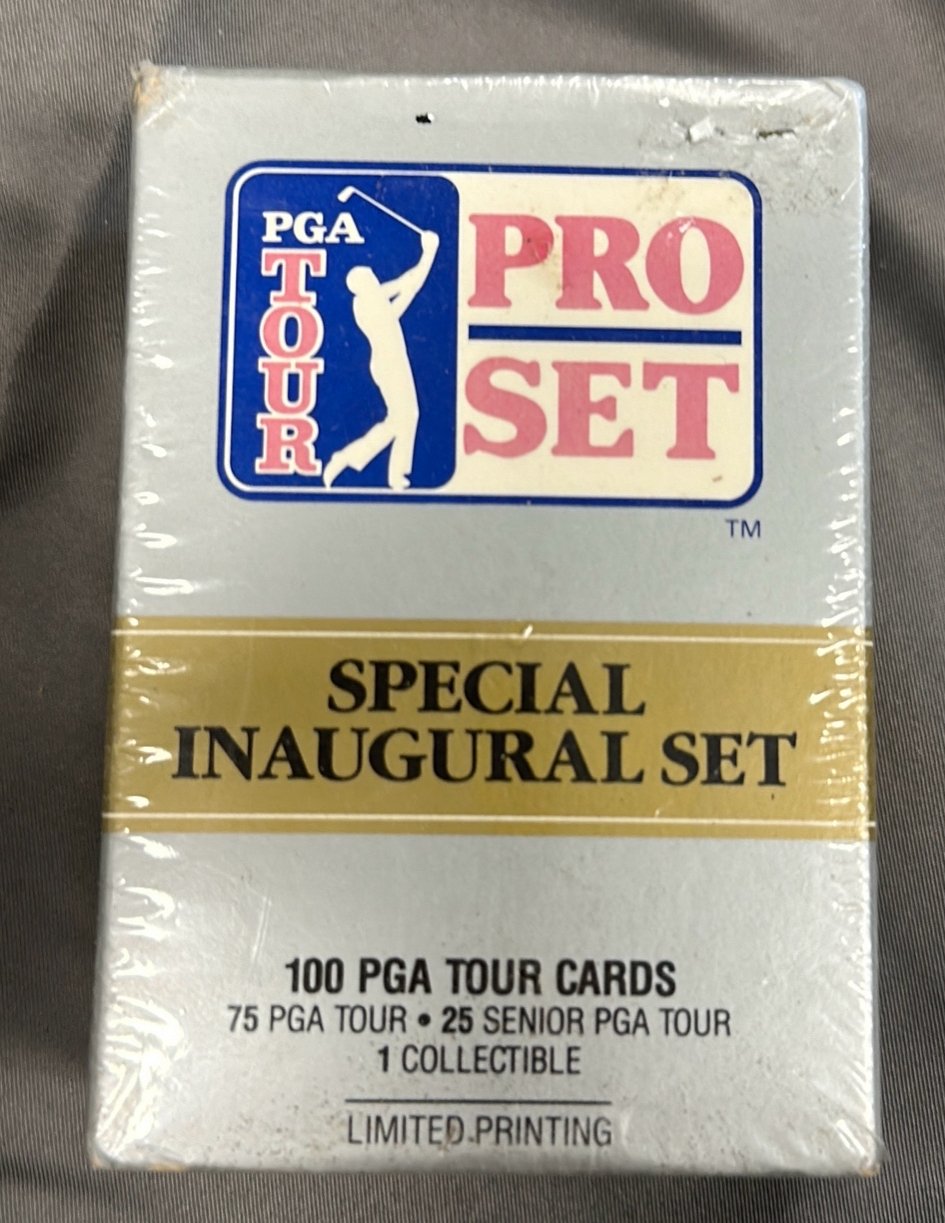 PGA
TOUR
PRO
SET
TM
SPECIAL
INAUGURAL SET
100 PGA TOUR CARDS
75 PGA TOUR • 25 SENIOR PGA TOUR
1 COLLECTIBLE
LIMITED PRINTING